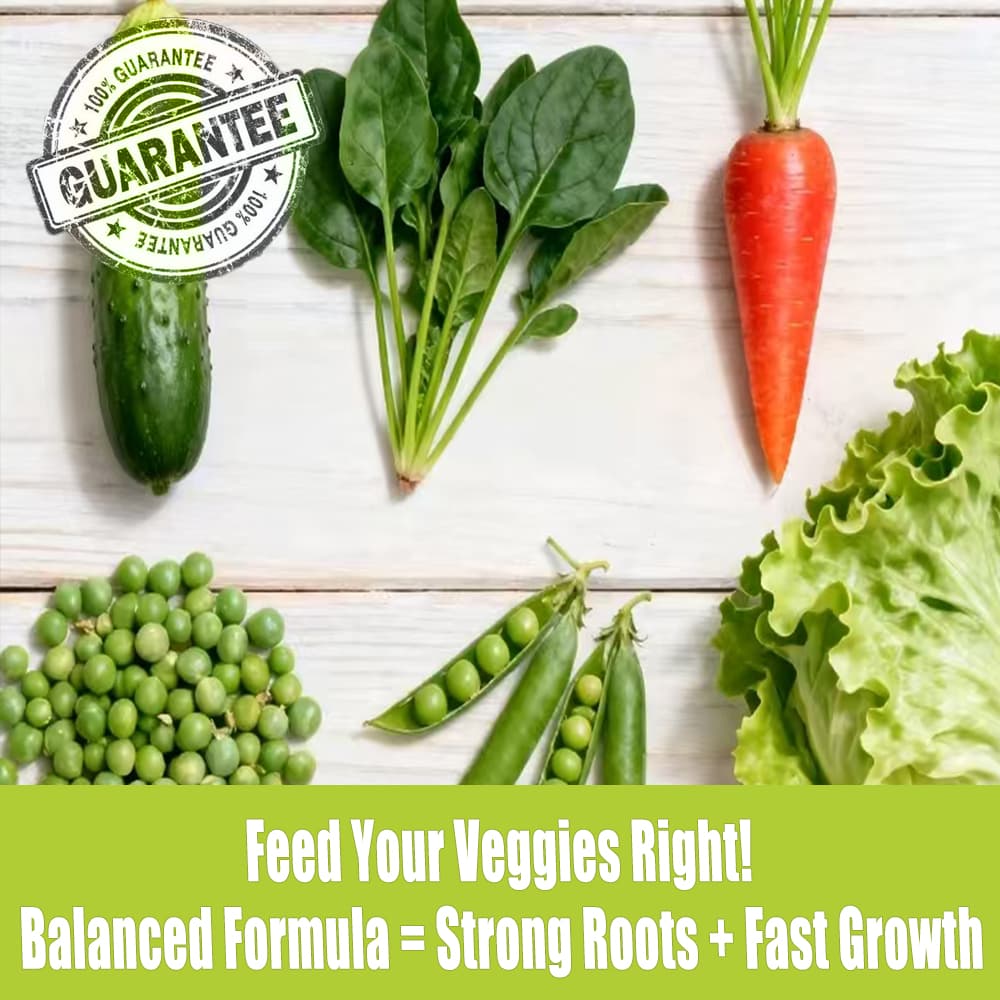 100% GUARANTEE
GUARANTEE
100% GUARANTEE
Feed Your Veggies Right!
Balanced Formula = Strong Roots + Fast Growth